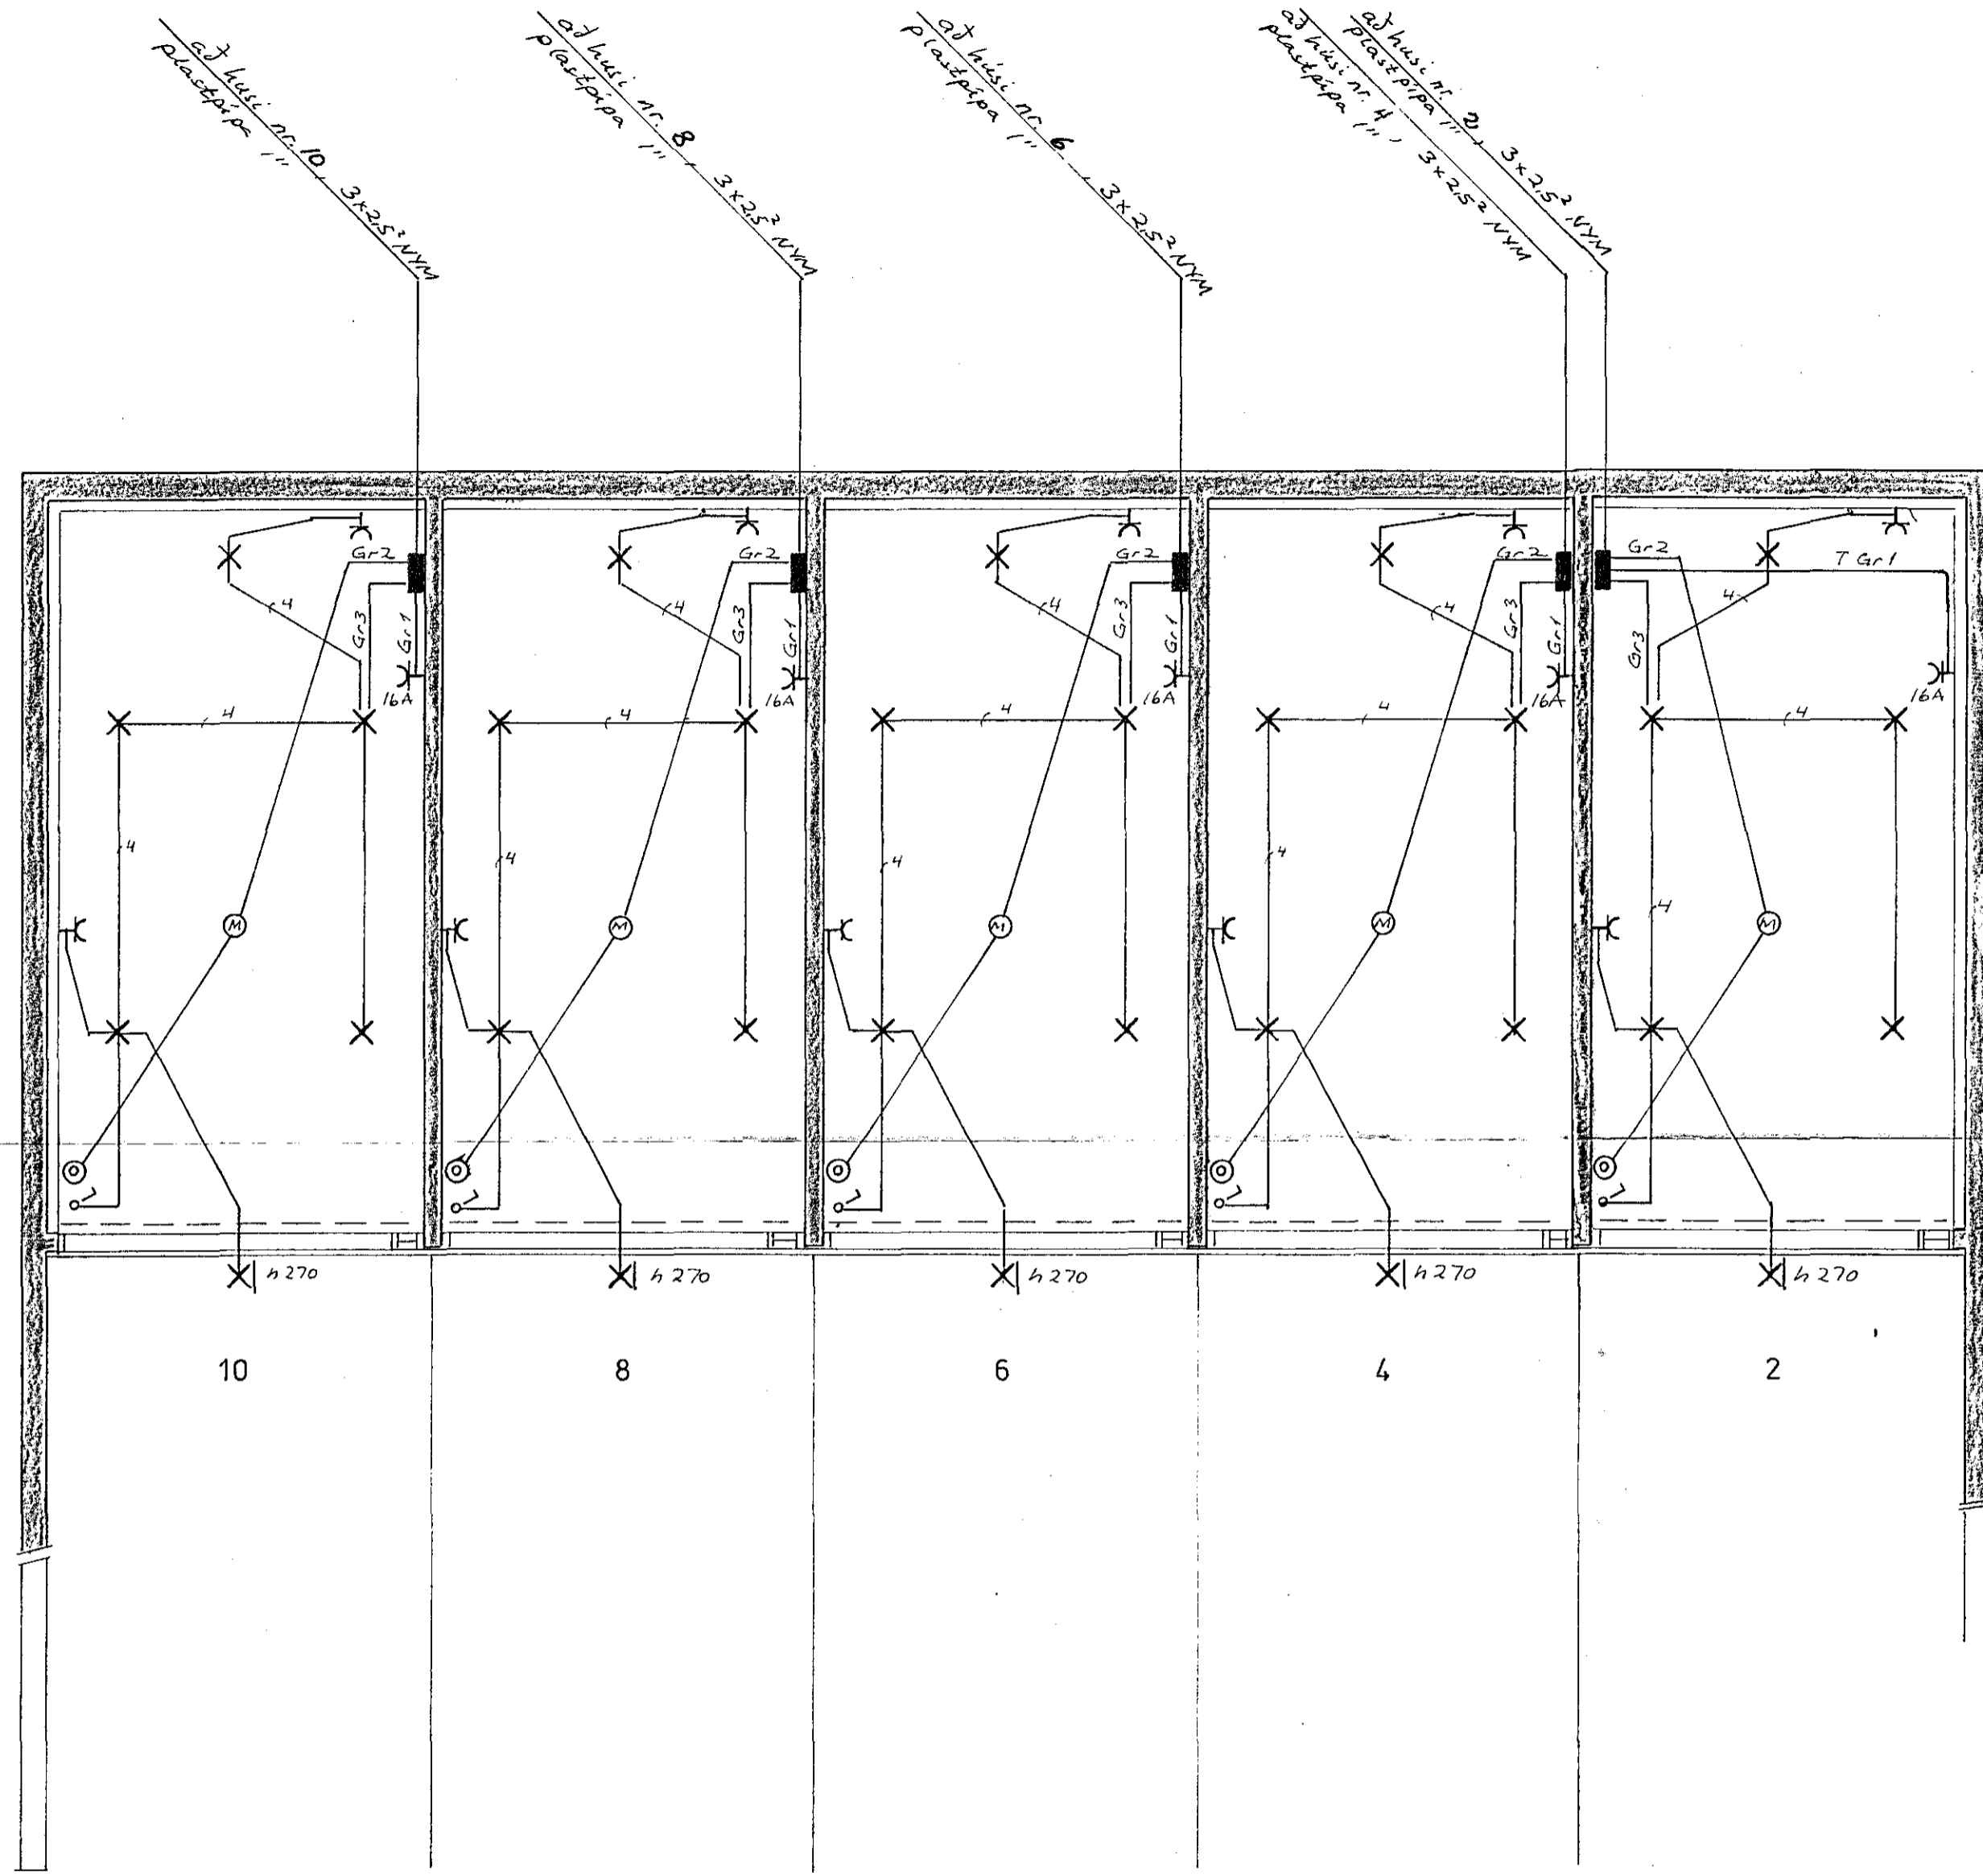 að húsi nr. 10, 3x2,5² NYM
plastpípa 1"
að húsi nr. 8, 3x2,5² NYM
plastpípa 1"
að húsi nr. 6, 3x2,5² NYM
plastpípa 1"
að húsi nr. 4, 3x2,5² NYM
plastpípa 1"
að húsi nr. 2, 3x2,5² NYM
plastpípa 1"
Gr2
Gr3
Gr1
4
16A
4
4
M
h 270
10
Gr2
Gr3
Gr1
4
16A
4
4
M
h 270
8
Gr2
Gr3
Gr1
4
16A
4
4
M
h 270
6
Gr2
Gr3
Gr1
4
16A
4
4
M
h 270
4
Gr2
T Gr1
Gr3
4
16A
4
4
M
h 270
2